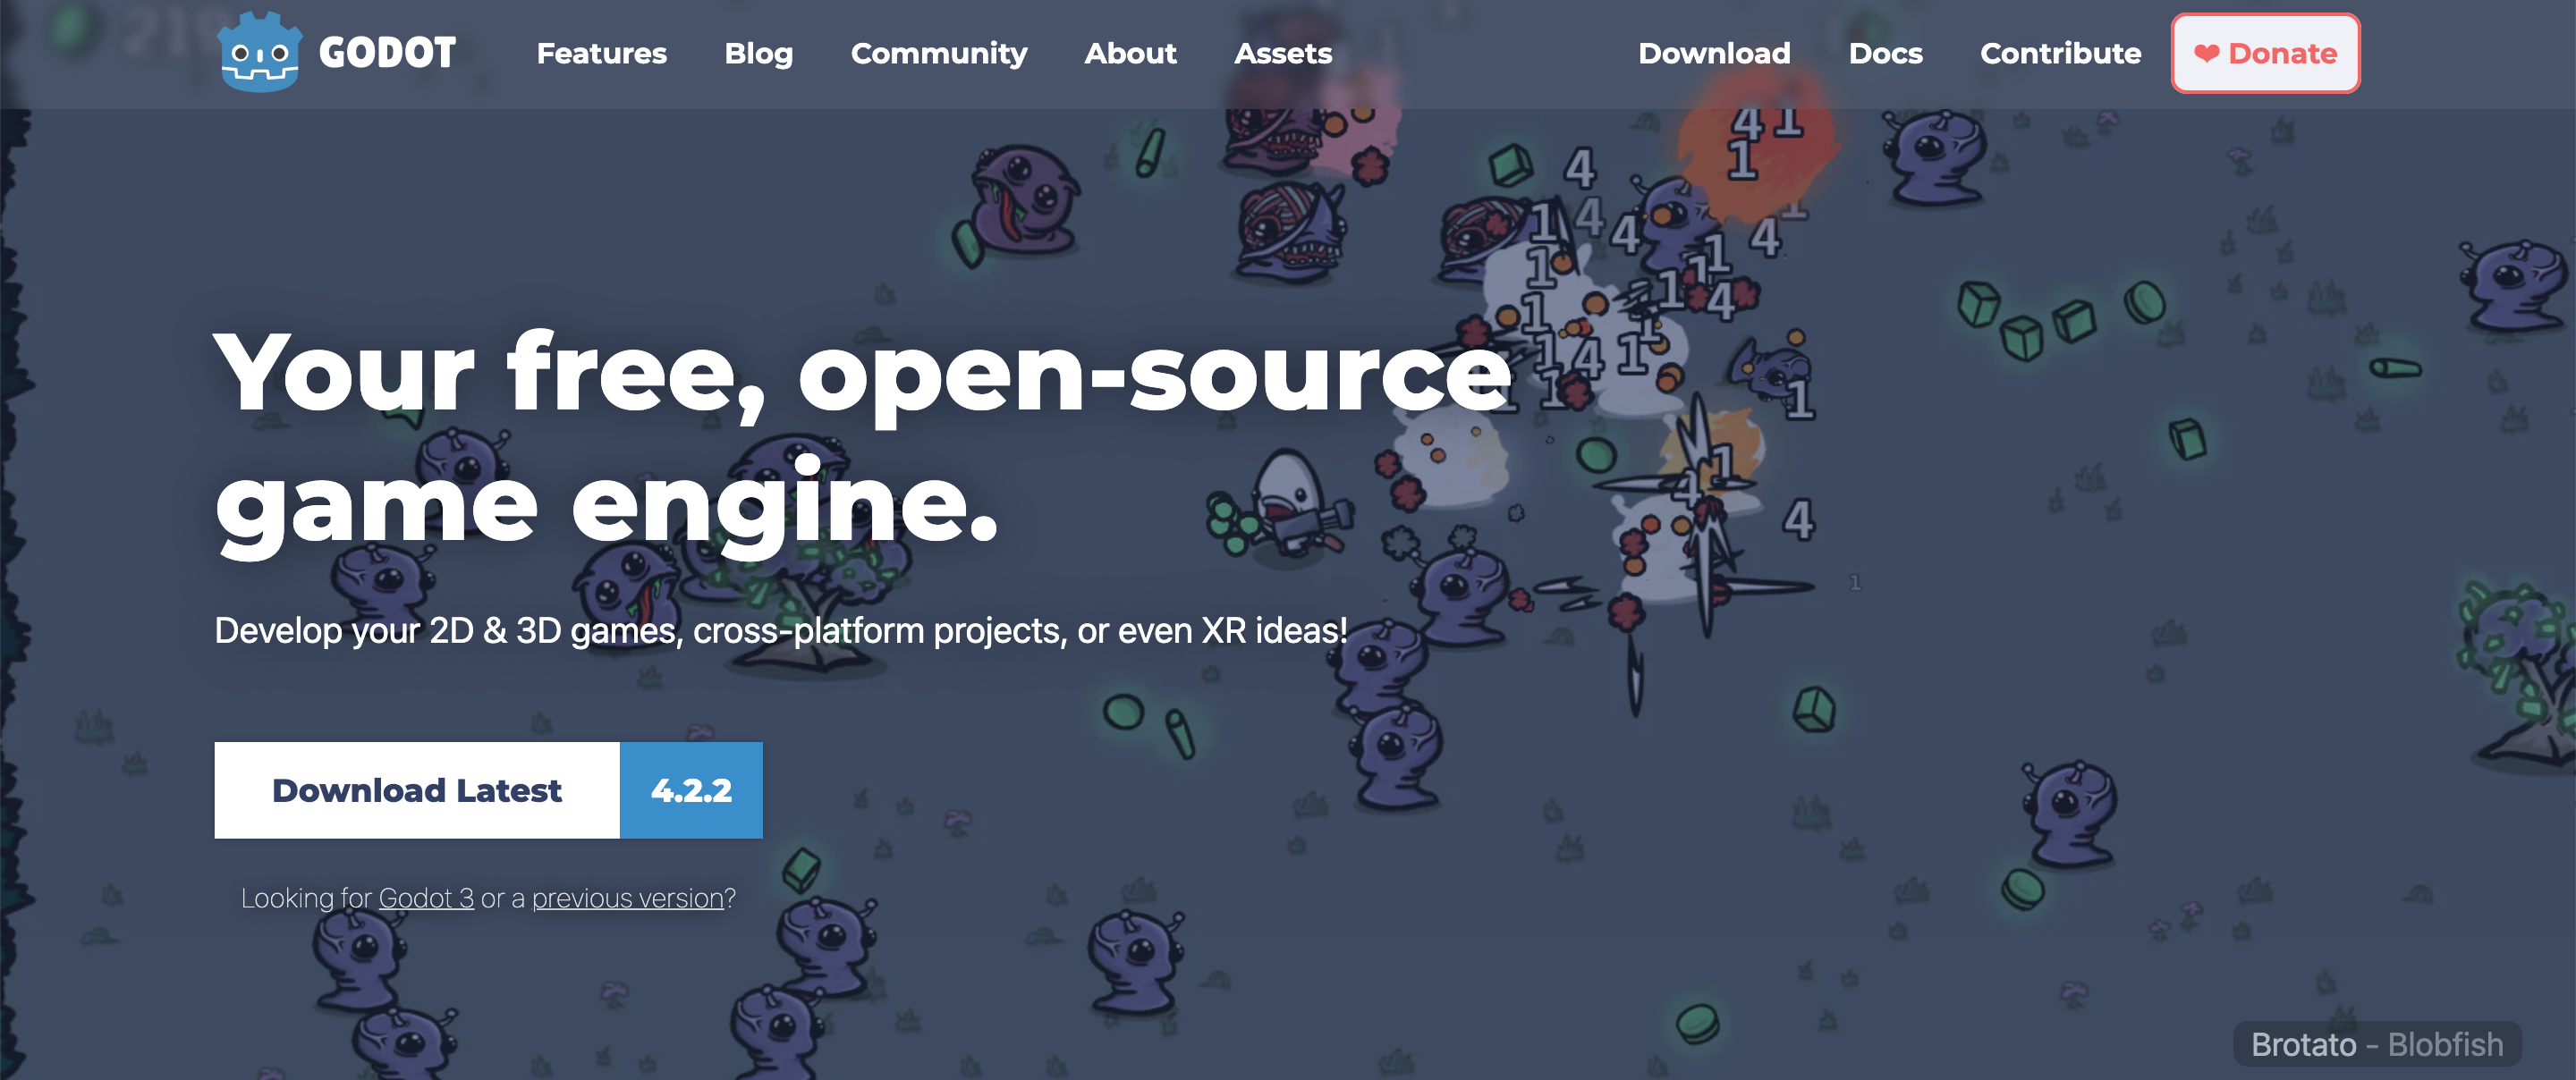 GODOT Features Blog Community About Assets Download Docs Contribute Donate
Your free, open-source
game engine.
Develop your 2D & 3D games, cross-platform projects, or even XR ideas!
Download Latest 4.2.2
Looking for Godot 3 or a previous version?
Brotato - Blobfish